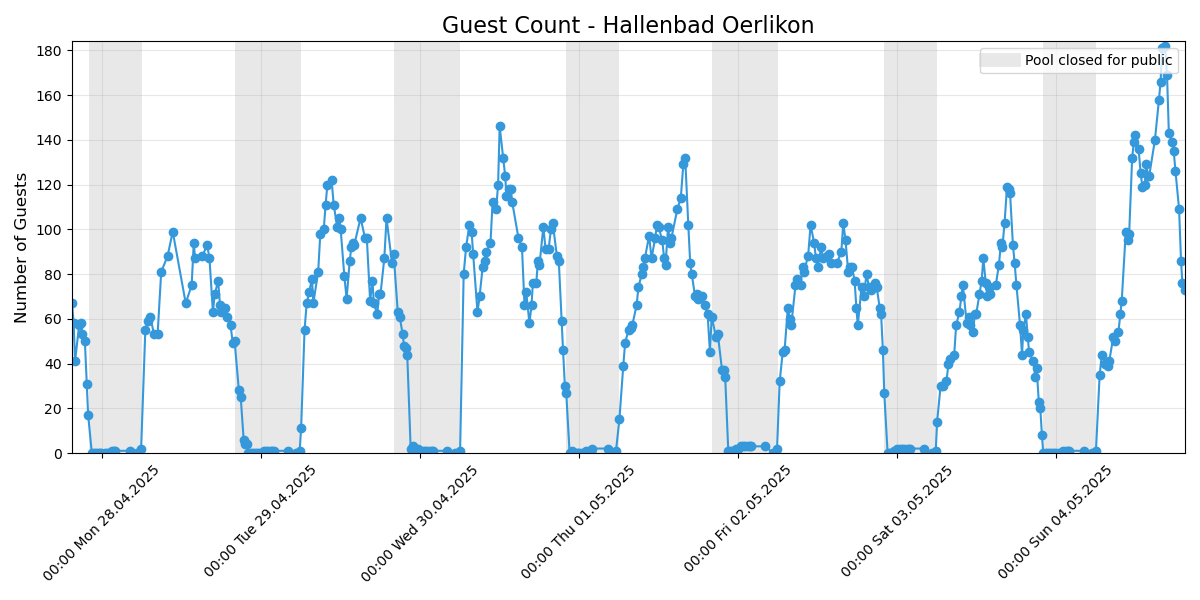 Guest Count - Hallenbad Oerlikon
Pool closed for public
Number of Guests
180
160
140
120
100
80
60
40
20
0
00:00 Mon 28.04.2025
00:00 Tue 29.04.2025
00:00 Wed 30.04.2025
00:00 Thu 01.05.2025
00:00 Fri 02.05.2025
00:00 Sat 03.05.2025
00:00 Sun 04.05.2025